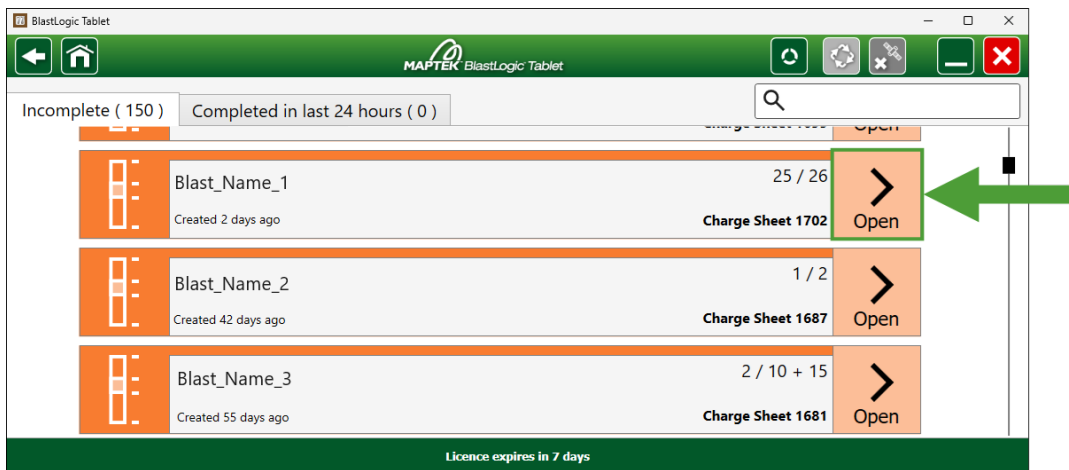 BlastLogic Tablet
MAPTEK BlastLogic Tablet
Incomplete ( 150 )
Completed in last 24 hours ( 0 )
Open
Blast_Name_1
25 / 26
Created 2 days ago
Charge Sheet 1702
Open
Blast_Name_2
1 / 2
Created 42 days ago
Charge Sheet 1687
Open
Blast_Name_3
2 / 10 + 15
Created 55 days ago
Charge Sheet 1681
Open
Licence expires in 7 days